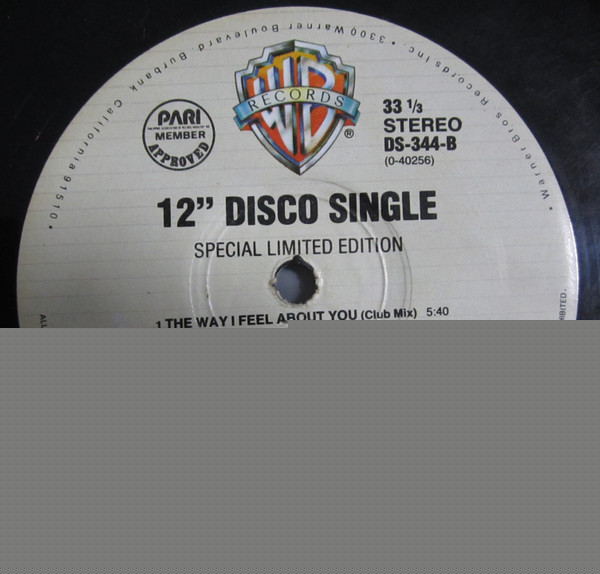 Warner Bros. Records Inc. • 3300 Warner Boulevard, Burbank, California 91510 •
WB
RECORDS
®
PARI
MEMBER
APPROVED
33 1/3
STEREO
DS-344-B
(0-40256)
12” DISCO SINGLE
SPECIAL LIMITED EDITION
1 THE WAY I FEEL ABOUT YOU (Club Mix) 5:40